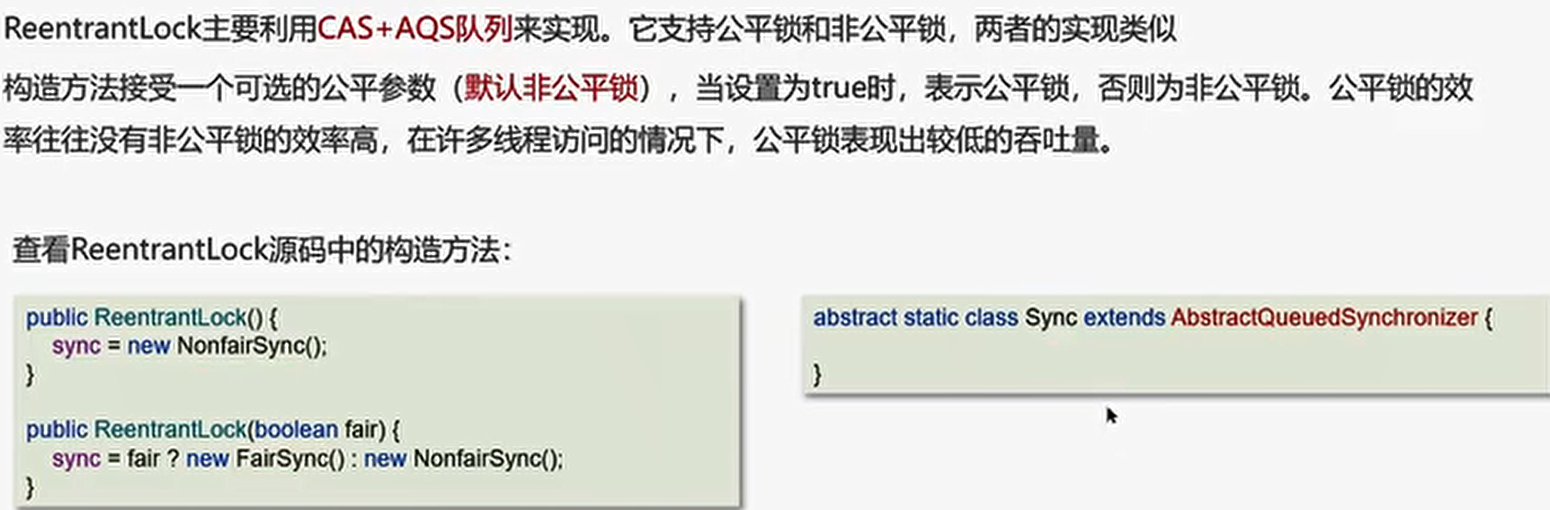 ReentrantLock主要利用CAS+AQS队列来实现。它支持公平锁和非公平锁，两者的实现类似
构造方法接受一个可选的公平参数（默认非公平锁），当设置为true时，表示公平锁，否则为非公平锁。公平锁的效
率往往没有非公平锁的效率高，在许多线程访问的情况下，公平锁表现出较低的吞吐量。
查看ReentrantLock源码中的构造方法：
public ReentrantLock() {
sync = new NonfairSync();
}
public ReentrantLock(boolean fair) {
sync = fair ? new FairSync() : new NonfairSync();
}
abstract static class Sync extends AbstractQueuedSynchronizer {
}